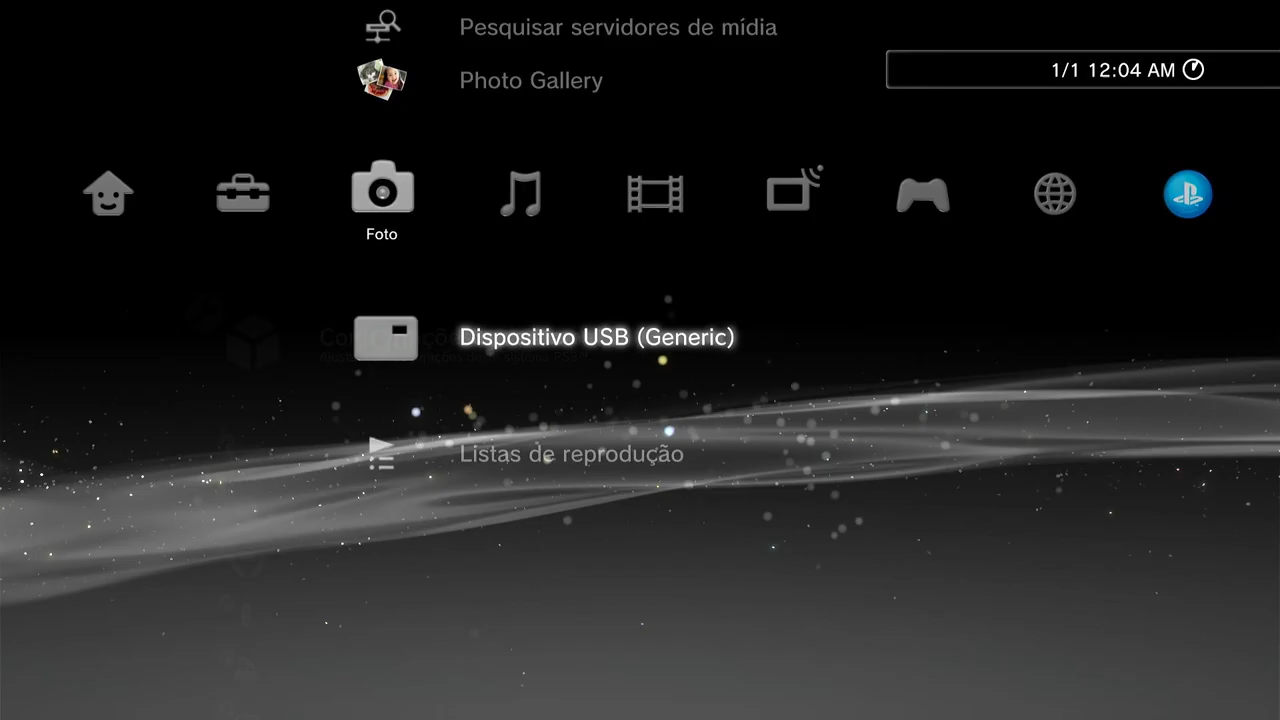 Pesquisar servidores de mídia
Photo Gallery
1/1 12:04 AM
Foto
Dispositivo USB (Generic)
Listas de reprodução